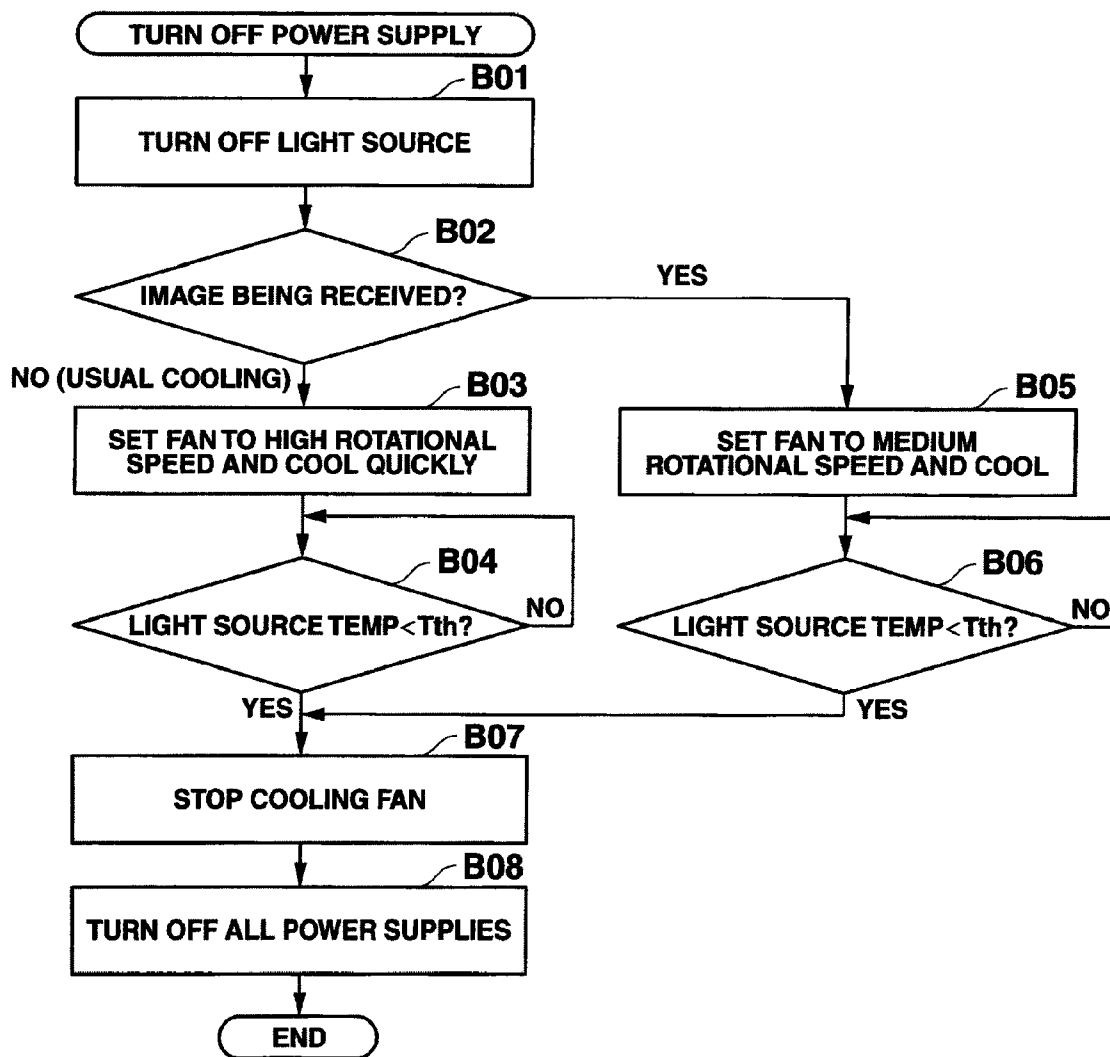 TURN OFF POWER SUPPLY
B01
TURN OFF LIGHT SOURCE
B02
IMAGE BEING RECEIVED?
YES
NO (USUAL COOLING)
B03
SET FAN TO HIGH ROTATIONAL
SPEED AND COOL QUICKLY
B05
SET FAN TO MEDIUM
ROTATIONAL SPEED AND COOL
B04
LIGHT SOURCE TEMP<Tth?
NO
YES
B06
LIGHT SOURCE TEMP<Tth?
NO
YES
B07
STOP COOLING FAN
B08
TURN OFF ALL POWER SUPPLIES
END